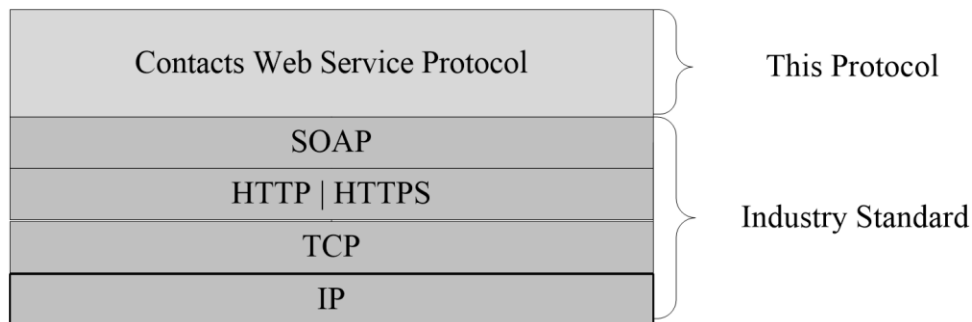 Contacts Web Service Protocol
This Protocol
SOAP
HTTP | HTTPS
TCP
IP
Industry Standard